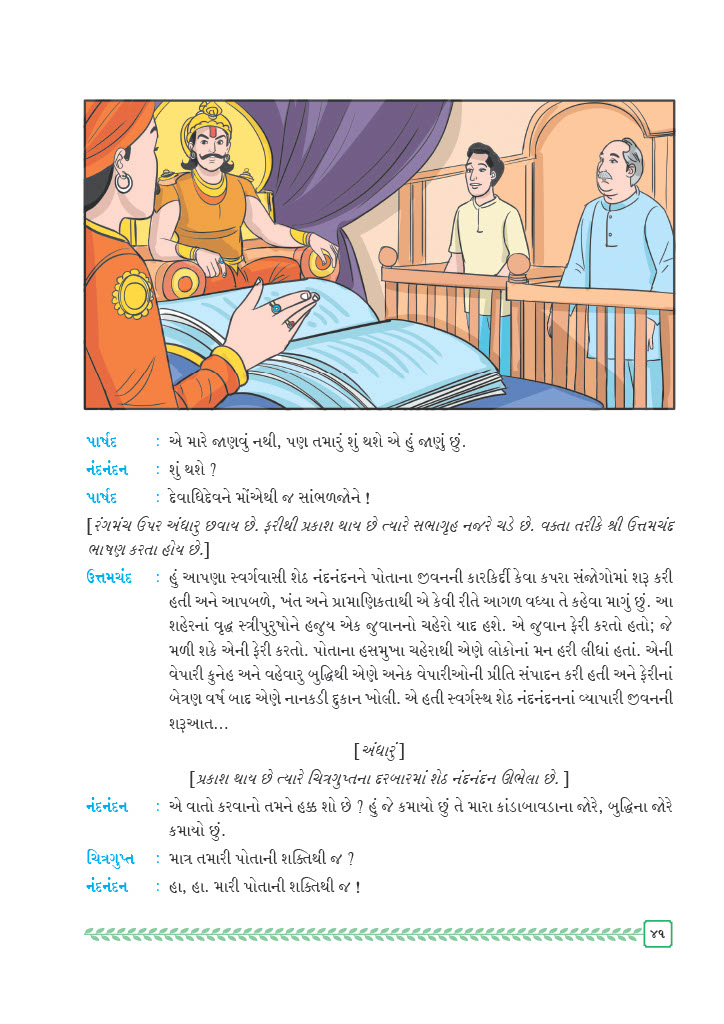 પાર્ષદ : એ મારે જાણવું નથી, પણ તમારું શું થશે એ હું જાણું છું.
નંદનંદન : શું થશે ?
પાર્ષદ : દેવાધિદેવને મોંએથી જ સાંભળજોને !
[રંગમંચ ઉપર અંધારુ છવાય છે. ફરીથી પ્રકાશ થાય છે ત્યારે સભાગૃહ નજરે ચડે છે. વક્તા તરીકે શ્રી ઉત્તમચંદ
ભાષણ કરતા હોય છે.]
ઉત્તમચંદ : હું આપણા સ્વર્ગવાસી શેઠ નંદનંદનને પોતાના જીવનની કારકિર્દી કેવા કપરા સંજોગોમાં શરૂ કરી
હતી અને આપબળે, ખંત અને પ્રામાણિકતાથી એ કેવી રીતે આગળ વધ્યા તે કહેવા માગું છું. આ
શહેરનાં વૃદ્ધ સ્ત્રીપુરુષોને હજુય એક જુવાનનો ચહેરો યાદ હશે. એ જુવાન ફેરી કરતો હતો; જે
મળી શકે એની ફેરી કરતો. પોતાના હસમુખા ચહેરાથી એણે લોકોનાં મન હરી લીધાં હતાં. એની
વેપારી કુનેહ અને વહેવારુ બુદ્ધિથી એણે અનેક વેપારીઓની પ્રીતિ સંપાદન કરી હતી અને ફેરીનાં
બેત્રણ વર્ષ બાદ એણે નાનકડી દુકાન ખોલી. એ હતી સ્વર્ગસ્થ શેઠ નંદનંદનનાં વ્યાપારી જીવનની
શરૂઆત...
[અંધારું]
[પ્રકાશ થાય છે ત્યારે ચિત્રગુપ્તના દરબારમાં શેઠ નંદનંદન ઊભેલા છે. ]
નંદનંદન : એ વાતો કરવાનો તમને હક્ક શો છે ? હું જે કમાયો છું તે મારા કાંડાબાવડાના જોરે, બુદ્ધિના જોરે
કમાયો છું.
ચિત્રગુપ્ત : માત્ર તમારી પોતાની શક્તિથી જ ?
નંદનંદન : હા, હા. મારી પોતાની શક્તિથી જ !
૪૧